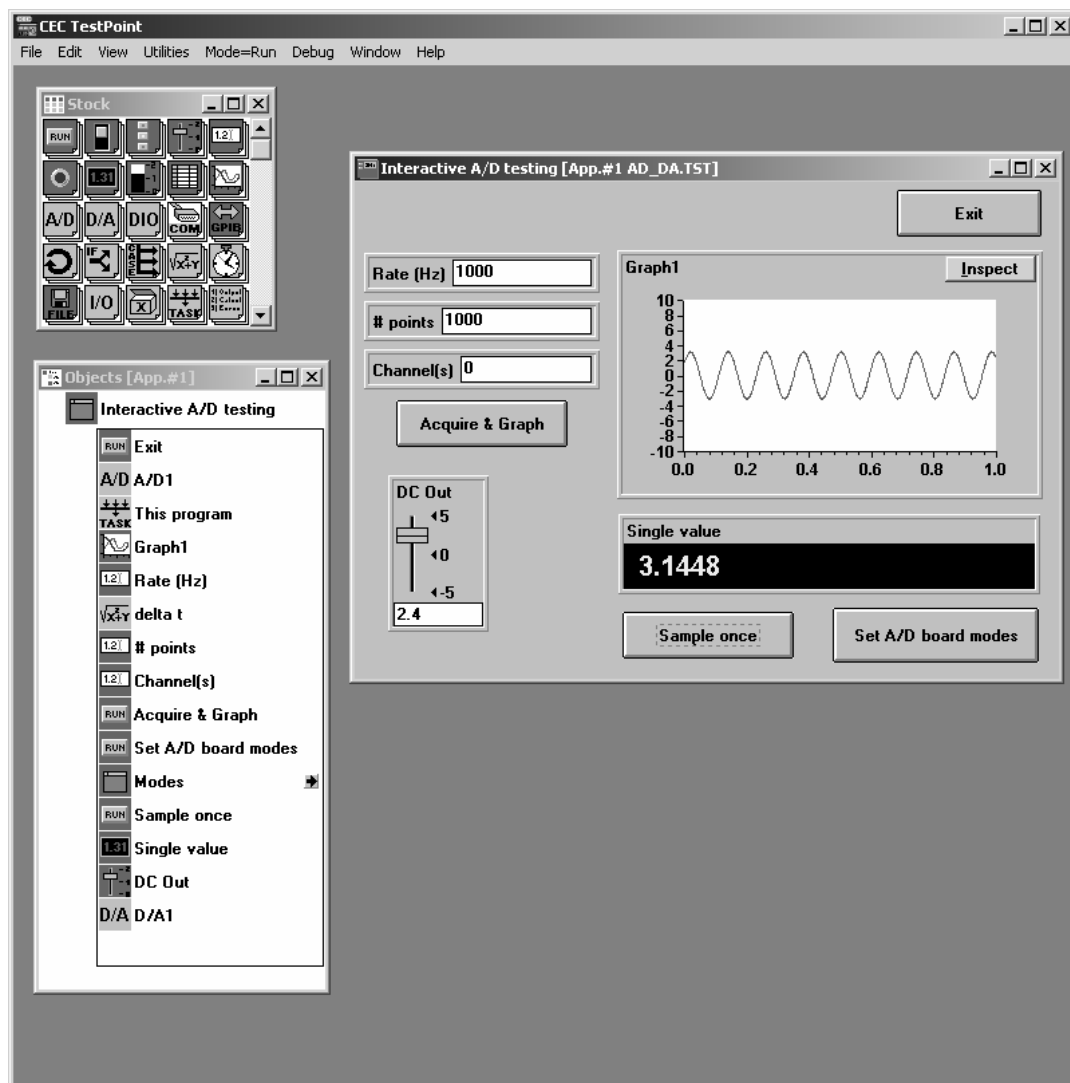 CEC TestPoint
File Edit View Utilities Mode=Run Debug Window Help
Stock
RUN 1.2
1.31
A/D D/A DIO COM GPIB
IF CASE √X²+Y
FILE I/O X TASK
Interactive A/D testing [App.#1 AD_DA.TST]
Exit
Rate (Hz) 1000
# points 1000
Channel(s) 0
Acquire & Graph
DC Out
5
0
-5
2.4
Graph1
Inspect
10
8
6
4
2
0
-2
-4
-6
-8
-10
0.0 0.2 0.4 0.6 0.8 1.0
Single value
3.1448
Sample once
Set A/D board modes
Objects [App.#1]
Interactive A/D testing
RUN Exit
A/D A/D1
TASK This program
Graph1
1.2 Rate (Hz)
√X²+Y delta t
1.2 # points
1.2 Channel(s)
RUN Acquire & Graph
RUN Set A/D board modes
Modes
RUN Sample once
1.31 Single value
DC Out
D/A D/A1